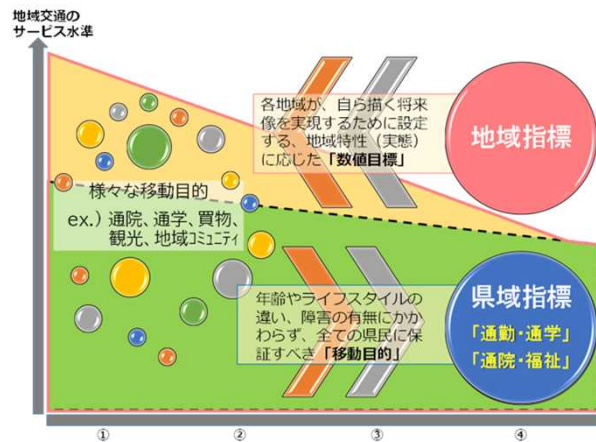 地域交通の
サービス水準
各地域が、自ら描く将来
像を実現するために設定
する、地域特性（実態）
に応じた「数値目標」
地域指標
様々な移動目的
ex.）通院、通学、買物、
観光、地域ｺﾐｭﾆﾃｨ
年齢やライフスタイルの
違い、障害の有無にかか
わらず、全ての県民に保
証すべき「移動目的」
県域指標
「通勤・通学」
「通院・福祉」
① ② ③ ④